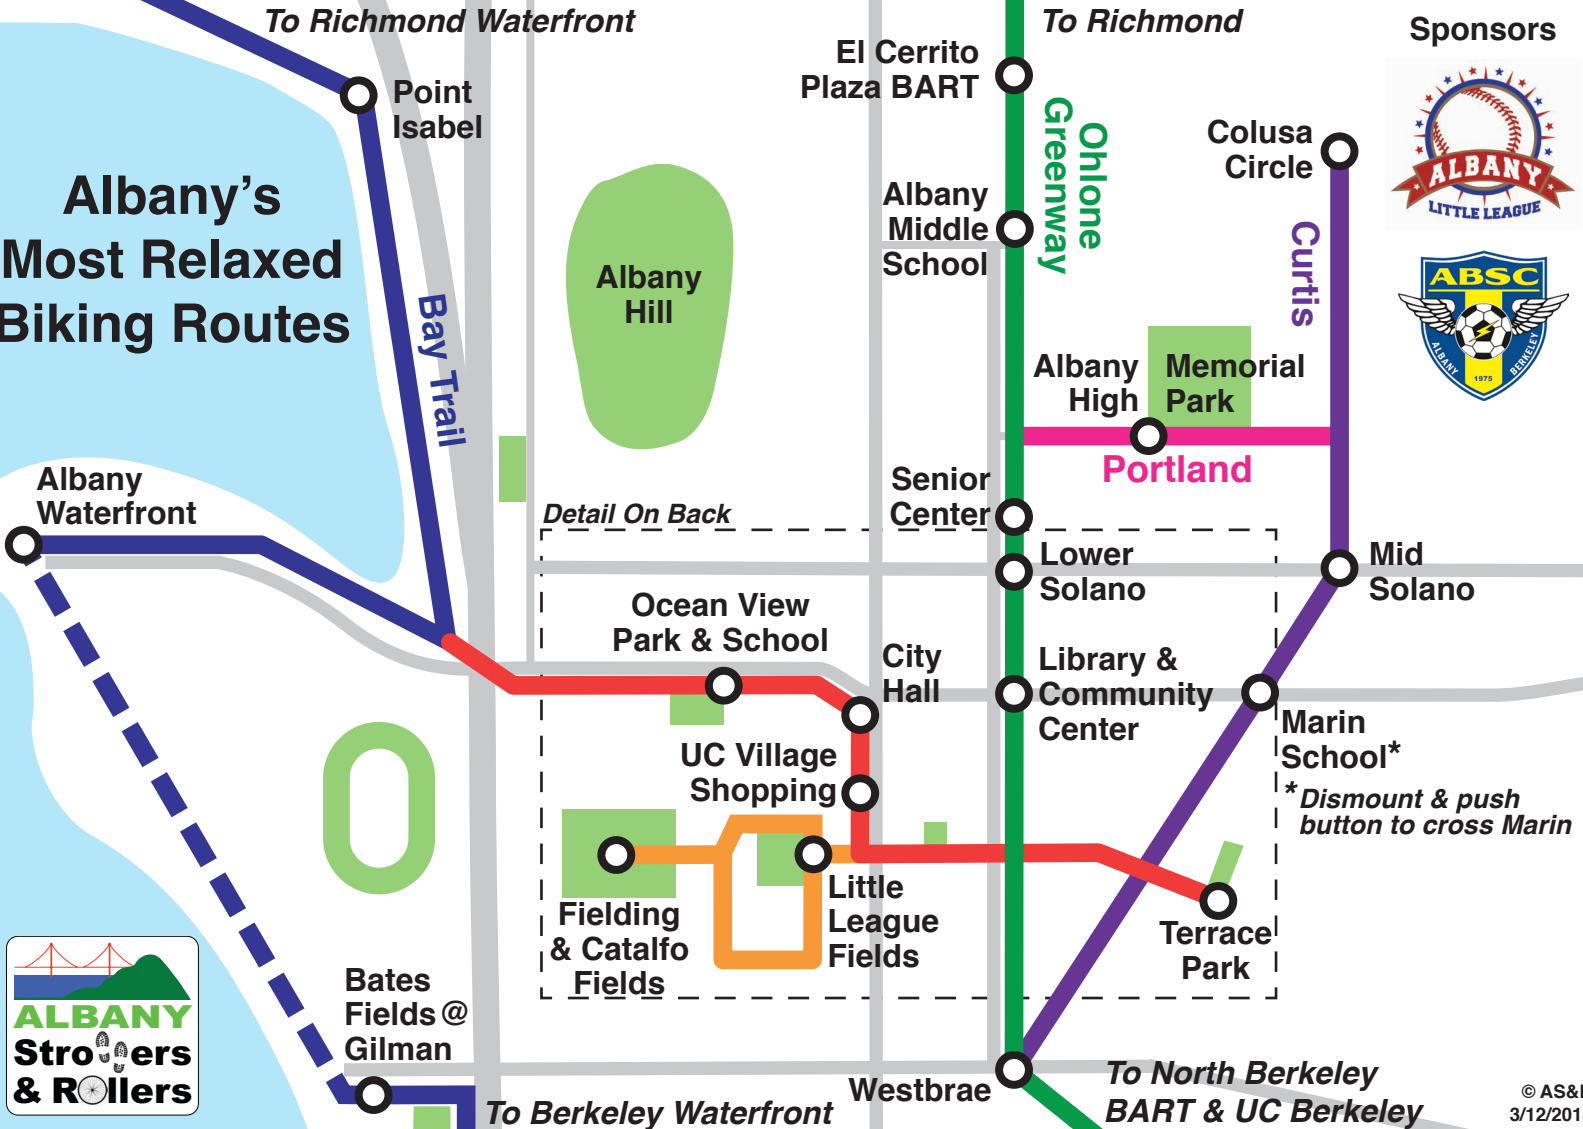 To Richmond Waterfront
To Richmond
Sponsors
El Cerrito
Plaza BART
Point
Isabel
Ohlone
Greenway
Colusa
Circle
ALBANY
LITTLE LEAGUE
Albany's
Most Relaxed
Biking Routes
Albany
Middle
School
Curtis
ABSC
ALBANY
BERKELEY
1975
Albany
Hill
Bay Trail
Albany
High
Memorial
Park
Portland
Albany
Waterfront
Senior
Center
Detail On Back
Lower
Solano
Mid
Solano
Ocean View
Park & School
City
Hall
Library &
Community
Center
Marin
School*
UC Village
Shopping
*Dismount & push
button to cross Marin
Little
League
Fields
Fielding
& Catalfo
Fields
Terrace
Park
Bates
Fields @
Gilman
ALBANY
Strollers
& Rollers
Westbrae
To North Berkeley
BART & UC Berkeley
To Berkeley Waterfront
© AS&